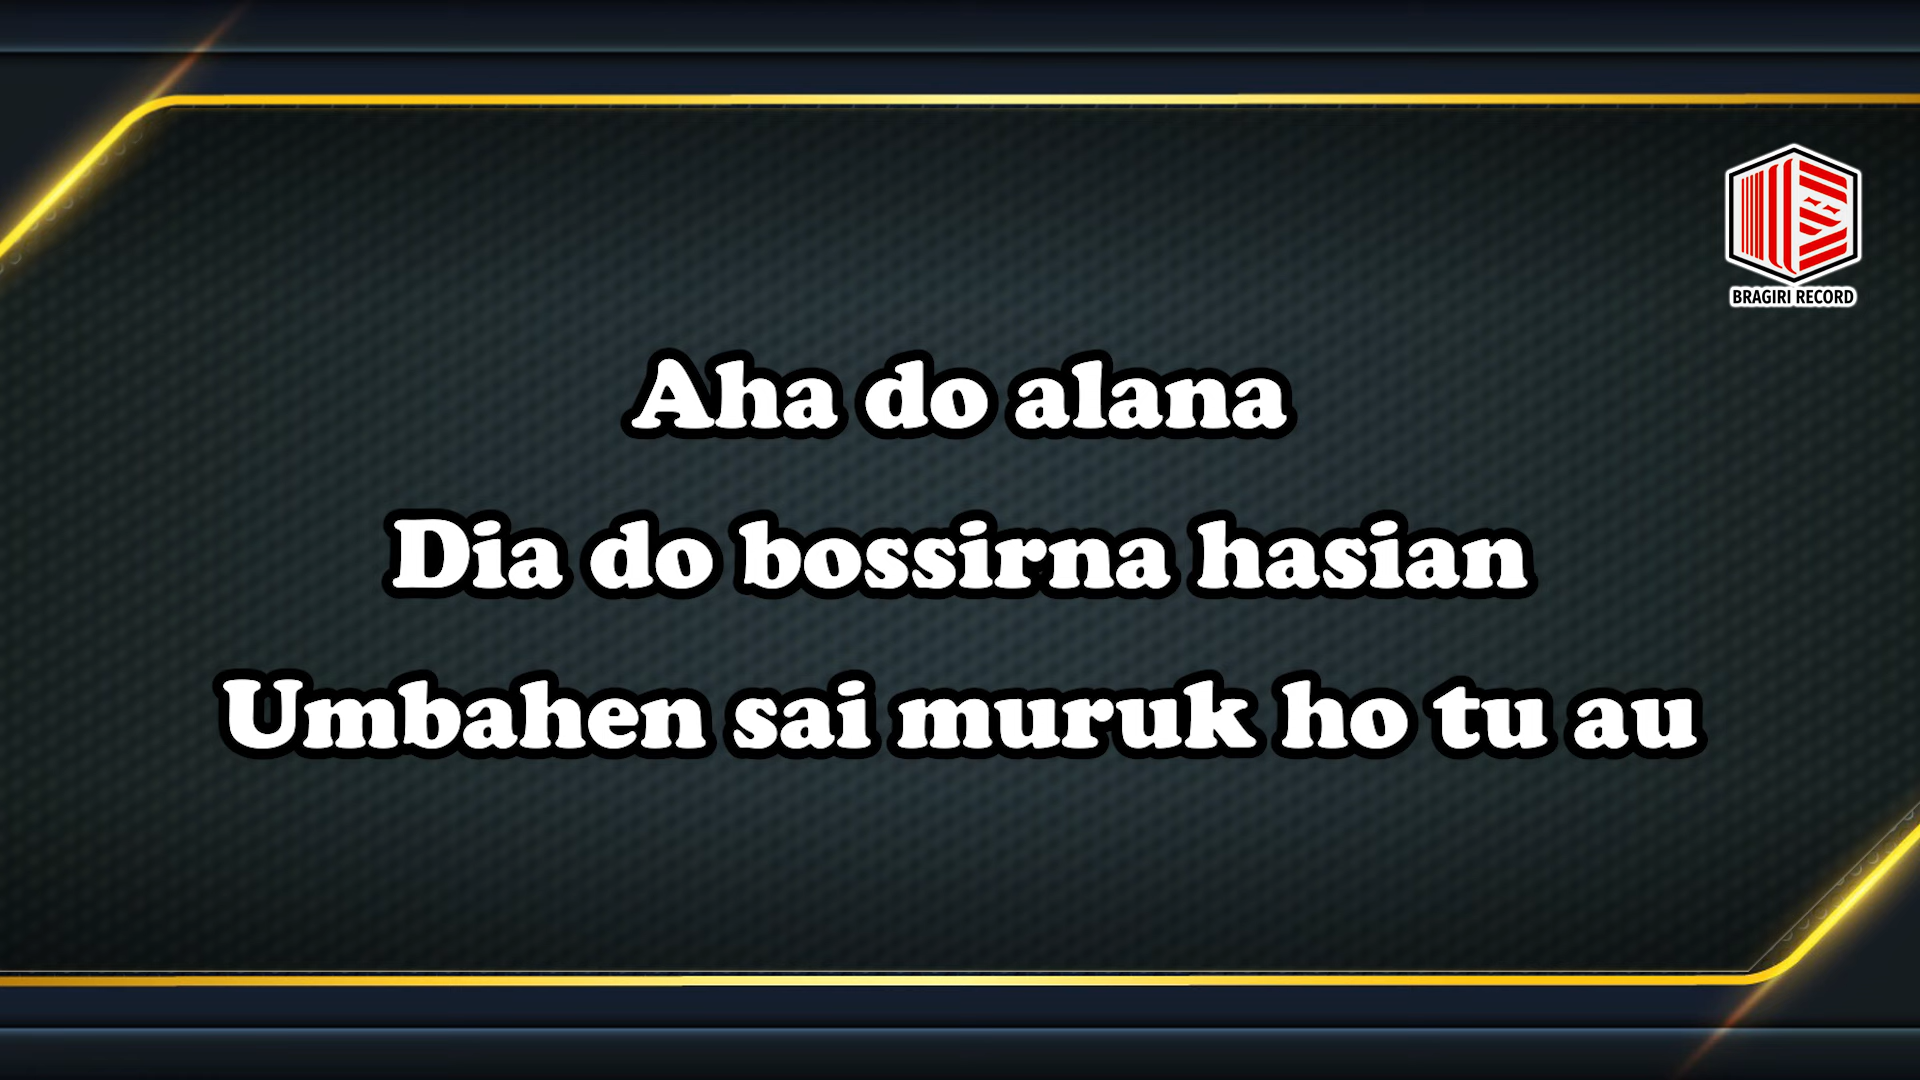 BRAGIRI RECORD
Aha do alana
Dia do bossirna hasian
Umbahen sai muruk ho tu au